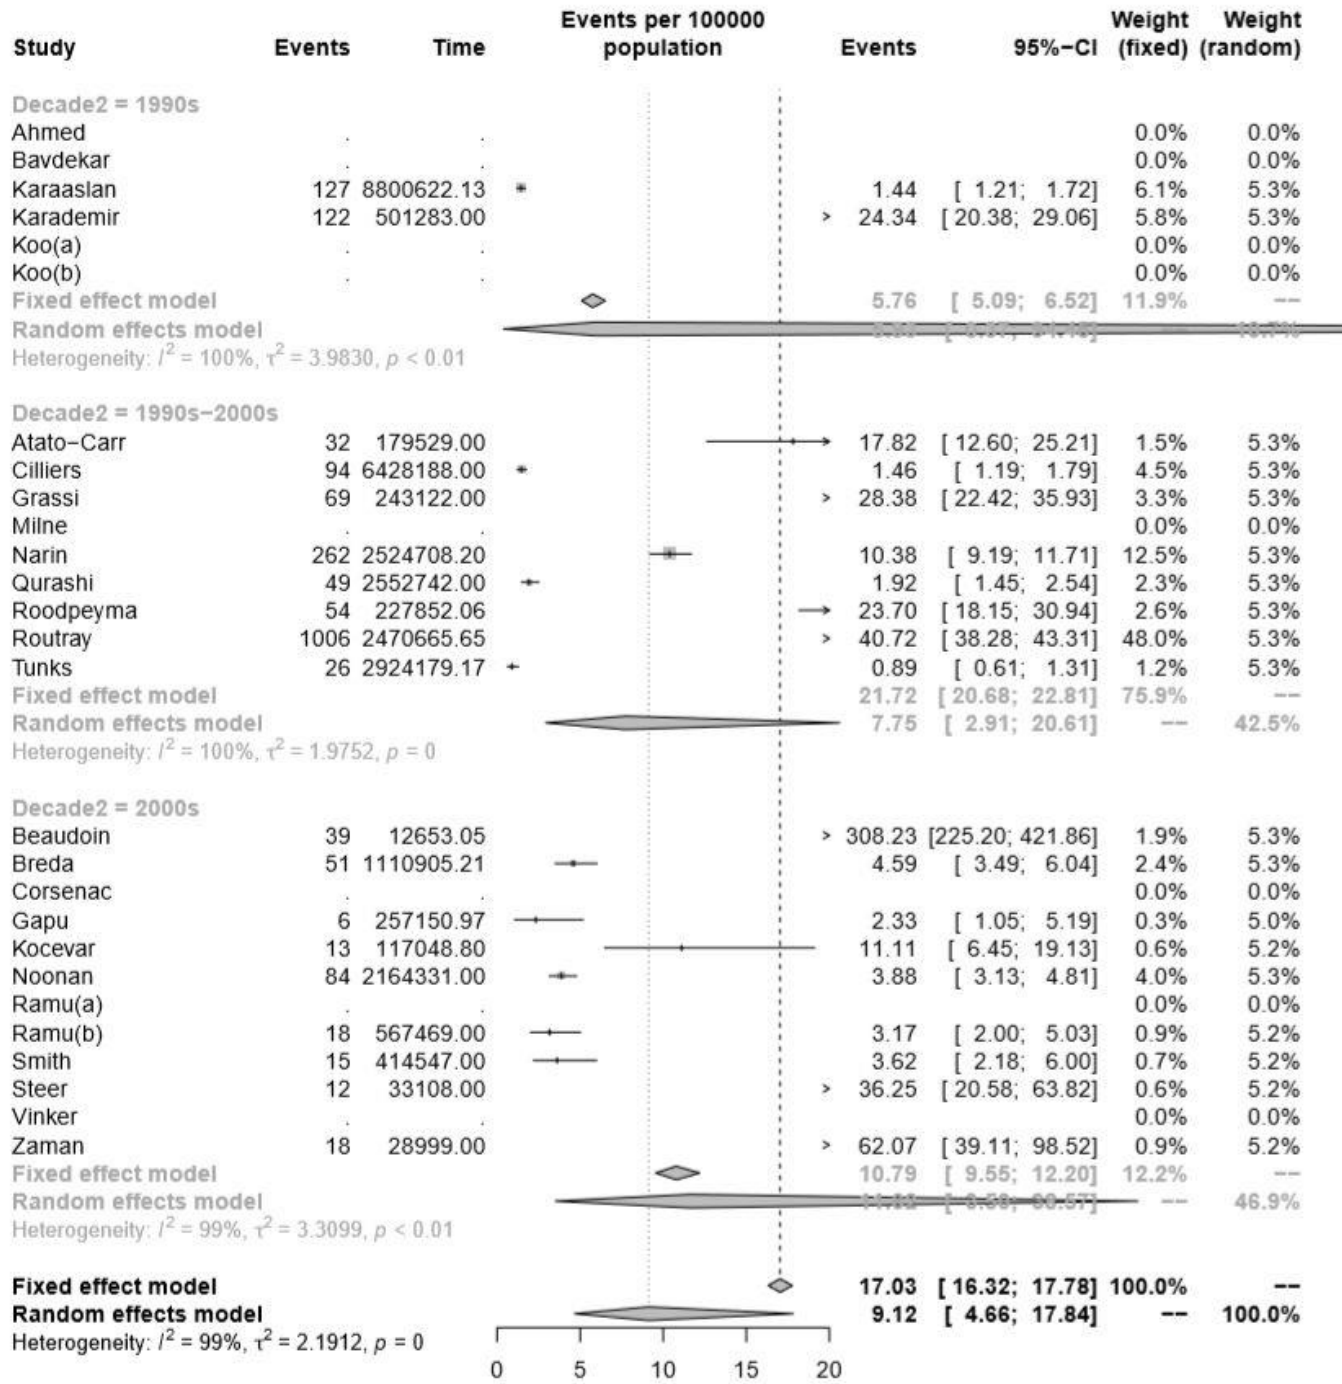 Events per 100000 Weight Weight
Study Events Time population Events 95%-CI (fixed) (random)
Decade2 = 1990s
Ahmed . . 0.0% 0.0%
Bavdekar . . 0.0% 0.0%
Karaaslan 127 8800622.13 1.44 [ 1.21; 1.72] 6.1% 5.3%
Karademir 122 501283.00 > 24.34 [20.38; 29.06] 5.8% 5.3%
Koo(a) . . 0.0% 0.0%
Koo(b) . . 0.0% 0.0%
Fixed effect model 5.76 [ 5.09; 6.52] 11.9% --
Random effects model
Heterogeneity: I² = 100%, τ² = 3.9830, p < 0.01
Decade2 = 1990s-2000s
Atato-Carr 32 179529.00 17.82 [12.60; 25.21] 1.5% 5.3%
Cilliers 94 6428188.00 1.46 [ 1.19; 1.79] 4.5% 5.3%
Grassi 69 243122.00 > 28.38 [22.42; 35.93] 3.3% 5.3%
Milne . . 0.0% 0.0%
Narin 262 2524708.20 10.38 [ 9.19; 11.71] 12.5% 5.3%
Qurashi 49 2552742.00 1.92 [ 1.45; 2.54] 2.3% 5.3%
Roodpeyma 54 227852.06 23.70 [18.15; 30.94] 2.6% 5.3%
Routray 1006 2470665.65 > 40.72 [38.28; 43.31] 48.0% 5.3%
Tunks 26 2924179.17 0.89 [ 0.61; 1.31] 1.2% 5.3%
Fixed effect model 21.72 [20.68; 22.81] 75.9% --
Random effects model 7.75 [ 2.91; 20.61] -- 42.5%
Heterogeneity: I² = 100%, τ² = 1.9752, p = 0
Decade2 = 2000s
Beaudoin 39 12653.05 > 308.23 [225.20; 421.86] 1.9% 5.3%
Breda 51 1110905.21 4.59 [ 3.49; 6.04] 2.4% 5.3%
Corsenac . . 0.0% 0.0%
Gapu 6 257150.97 2.33 [ 1.05; 5.19] 0.3% 5.0%
Kocevar 13 117048.80 11.11 [ 6.45; 19.13] 0.6% 5.2%
Noonan 84 2164331.00 3.88 [ 3.13; 4.81] 4.0% 5.3%
Ramu(a) . . 0.0% 0.0%
Ramu(b) 18 567469.00 3.17 [ 2.00; 5.03] 0.9% 5.2%
Smith 15 414547.00 3.62 [ 2.18; 6.00] 0.7% 5.2%
Steer 12 33108.00 > 36.25 [20.58; 63.82] 0.6% 5.2%
Vinker . . 0.0% 0.0%
Zaman 18 28999.00 > 62.07 [39.11; 98.52] 0.9% 5.2%
Fixed effect model 10.79 [ 9.55; 12.20] 12.2% --
Random effects model -- 46.9%
Heterogeneity: I² = 99%, τ² = 3.3099, p < 0.01
Fixed effect model 17.03 [16.32; 17.78] 100.0% --
Random effects model 9.12 [ 4.66; 17.84] -- 100.0%
Heterogeneity: I² = 99%, τ² = 2.1912, p = 0
0 5 10 15 20